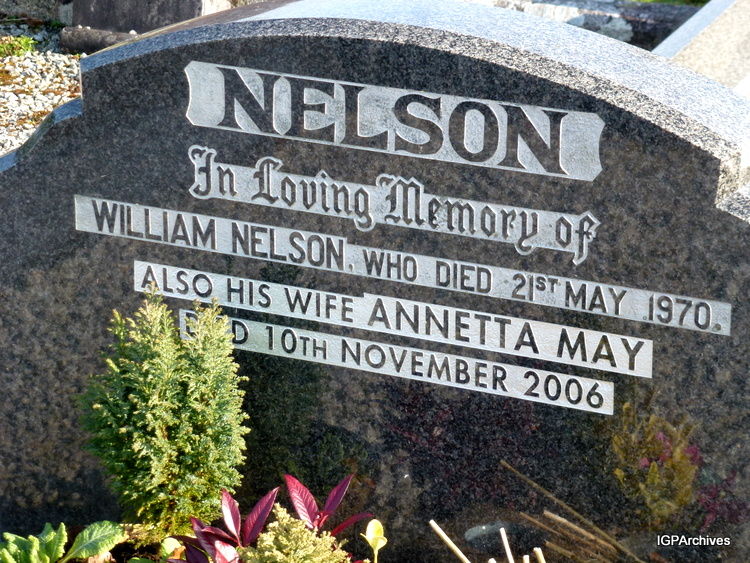 NELSON
In Loving Memory of
WILLIAM NELSON, WHO DIED 21ST MAY 1970.
ALSO HIS WIFE ANNETTA MAY
10TH NOVEMBER 2006
IGPArchives